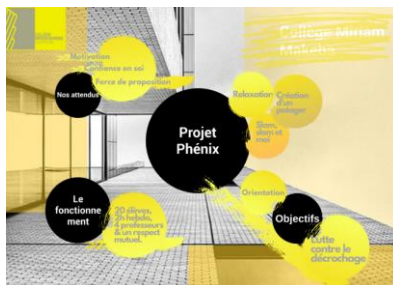 Collège Miriam
Makeba
Motivation
Confiance en soi
Force de proposition
Nos attendus
Relaxation
Création
d'un
potager
Projet
Phénix
Slam,
slam et
moi
Le
fonctionne
ment
20 élèves,
2h hebdo,
4 professeurs
& un respect
mutuel.
Orientation
Objectifs
Lutte
contre le
décrochage